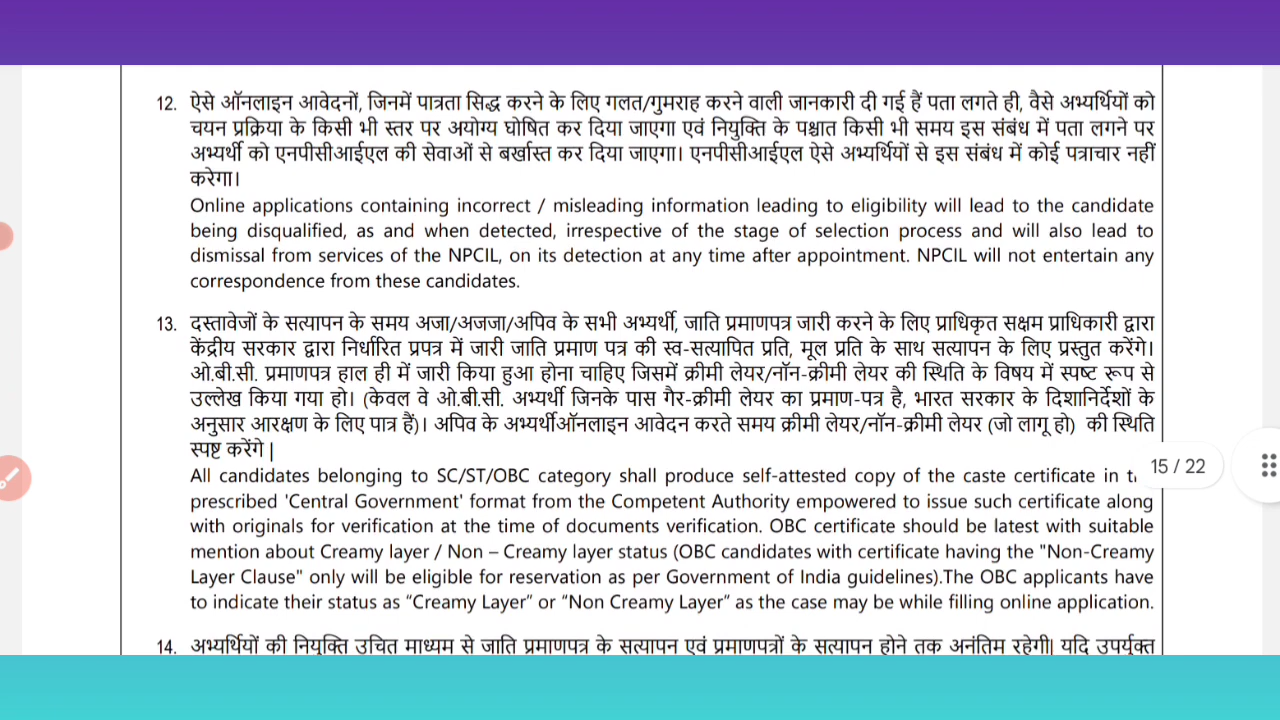 12. ऐसे ऑनलाइन आवेदनों, जिनमें पात्रता सिद्ध करने के लिए गलत/गुमराह करने वाली जानकारी दी गई हैं पता लगते ही, वैसे अभ्यर्थियों को
चयन प्रक्रिया के किसी भी स्तर पर अयोग्य घोषित कर दिया जाएगा एवं नियुक्ति के पश्चात किसी भी समय इस संबंध में पता लगने पर
अभ्यर्थी को एनपीसीआईएल की सेवाओं से बर्खास्त कर दिया जाएगा। एनपीसीआईएल ऐसे अभ्यर्थियों से इस संबंध में कोई पत्राचार नहीं
करेगा।
Online applications containing incorrect / misleading information leading to eligibility will lead to the candidate
being disqualified, as and when detected, irrespective of the stage of selection process and will also lead to
dismissal from services of the NPCIL, on its detection at any time after appointment. NPCIL will not entertain any
correspondence from these candidates.
13. दस्तावेजों के सत्यापन के समय अजा/अजजा/अपिव के सभी अभ्यर्थी, जाति प्रमाणपत्र जारी करने के लिए प्राधिकृत सक्षम प्राधिकारी द्वारा
केंद्रीय सरकार द्वारा निर्धारित प्रपत्र में जारी जाति प्रमाण पत्र की स्व-सत्यापित प्रति, मूल प्रति के साथ सत्यापन के लिए प्रस्तुत करेंगे।
ओ.बी.सी. प्रमाणपत्र हाल ही में जारी किया हुआ होना चाहिए जिसमें क्रीमी लेयर/नॉन-क्रीमी लेयर की स्थिति के विषय में स्पष्ट रूप से
उल्लेख किया गया हो। (केवल वे ओ.बी.सी. अभ्यर्थी जिनके पास गैर-क्रीमी लेयर का प्रमाण-पत्र है, भारत सरकार के दिशानिर्देशों के
अनुसार आरक्षण के लिए पात्र हैं)। अपिव के अभ्यर्थीऑनलाइन आवेदन करते समय क्रीमी लेयर/नॉन-क्रीमी लेयर (जो लागू हो) की स्थिति
स्पष्ट करेंगे |
All candidates belonging to SC/ST/OBC category shall produce self-attested copy of the caste certificate in
prescribed 'Central Government' format from the Competent Authority empowered to issue such certificate along
with originals for verification at the time of documents verification. OBC certificate should be latest with suitable
mention about Creamy layer / Non – Creamy layer status (OBC candidates with certificate having the "Non-Creamy
Layer Clause" only will be eligible for reservation as per Government of India guidelines).The OBC applicants have
to indicate their status as “Creamy Layer” or “Non Creamy Layer” as the case may be while filling online application.
15 / 22
14. अभ्यर्थियों की नियुक्ति उचित माध्यम से जाति प्रमाणपत्र के सत्यापन एवं प्रमाणपत्रों के सत्यापन होने तक अनंतिम रहेगी| यदि उपर्युक्त